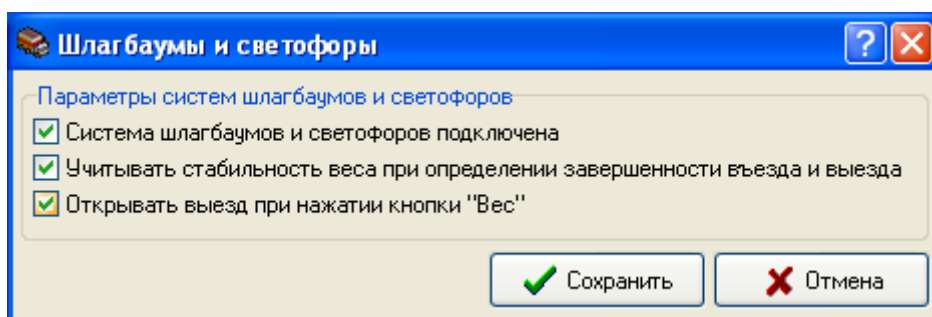 Шлагбаумы и светофоры
?
Параметры систем шлагбаумов и светофоров
Система шлагбаумов и светофоров подключена
Учитывать стабильность веса при определении завершенности въезда и выезда
Открывать выезд при нажатии кнопки "Вес"
Сохранить Отмена